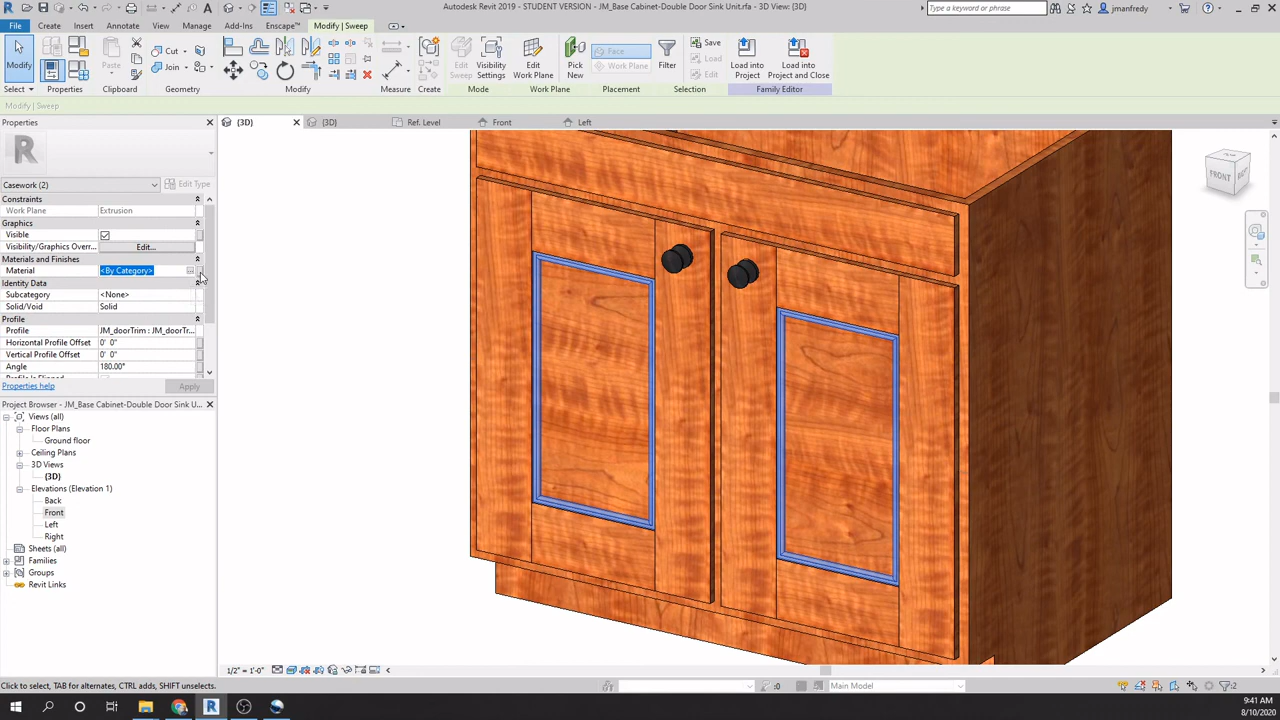 Autodesk Revit 2019 - STUDENT VERSION - JM_Base Cabinet-Double Door Sink Unit.rfa - 3D View: {3D}
Type a keyword or phrase
jmanfredy
File
Create
Insert
Annotate
View
Manage
Add-Ins
Enscape™
Modify | Sweep
Modify
Paste
Cut
Join
Edit Sweep
Visibility Settings
Edit Work Plane
Pick New
Face
Work Plane
Filter
Save
Load
Edit
Load into Project
Load into Project and Close
Select
Properties
Clipboard
Geometry
Modify
Measure
Create
Mode
Work Plane
Placement
Selection
Family Editor
Modify | Sweep
Properties
{3D}
{3D}
Ref. Level
Front
Left
R
Casework (2)
Edit Type
Constraints
Work Plane Extrusion
Graphics
Visible
Visibility/Graphics Overr... Edit...
Materials and Finishes
Material <By Category>
Identity Data
Subcategory <None>
Solid/Void Solid
Profile
Profile JM_doorTrim : JM_doorTr...
Horizontal Profile Offset 0' 0"
Vertical Profile Offset 0' 0"
Angle 180.00°
Properties help
Apply
Project Browser - JM_Base Cabinet-Double Door Sink U...
Views (all)
Floor Plans
Ground floor
Ceiling Plans
3D Views
{3D}
Elevations (Elevation 1)
Back
Front
Left
Right
Sheets (all)
Families
Groups
Revit Links
FRONT
1/2" = 1'-0"
Click to select, TAB for alternates, CTRL adds, SHIFT unselects.
:0
Main Model
:2
9:41 AM
8/10/2020